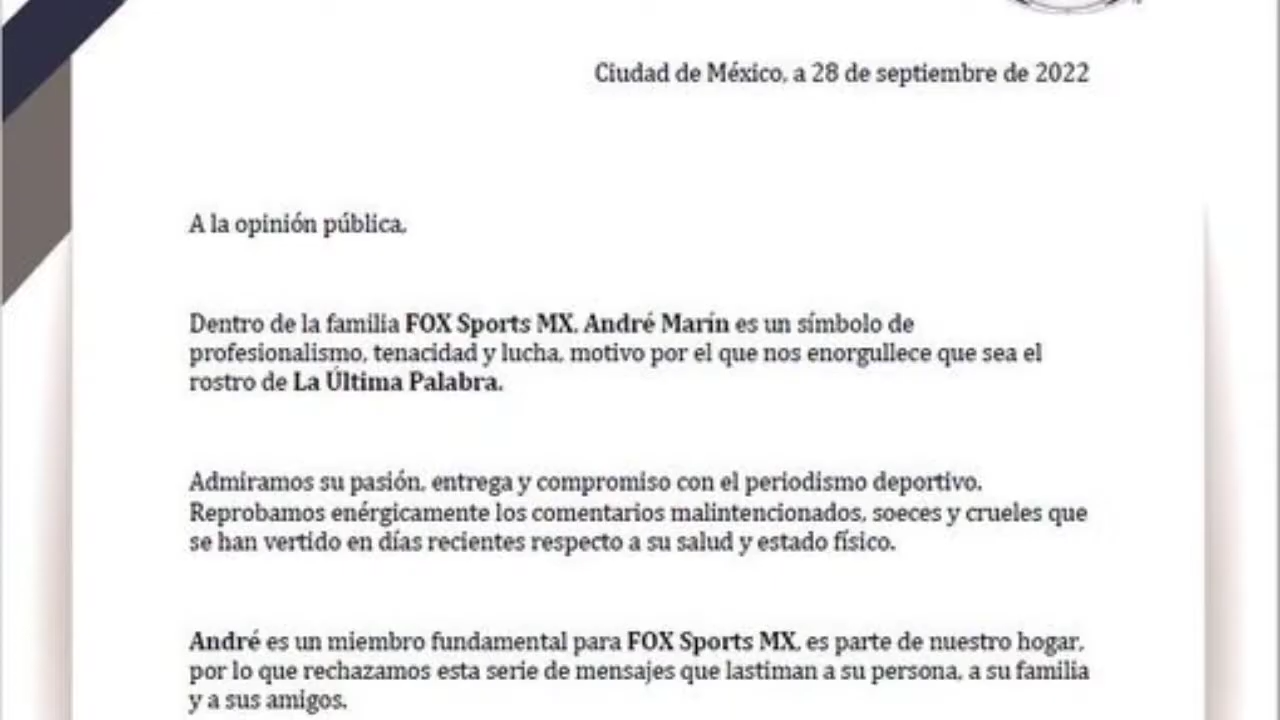 Ciudad de México, a 28 de septiembre de 2022
A la opinión pública,
Dentro de la familia FOX Sports MX, André Marín es un símbolo de
profesionalismo, tenacidad y lucha, motivo por el que nos enorgullece que sea el
rostro de La Última Palabra.
Admiramos su pasión, entrega y compromiso con el periodismo deportivo.
Reprobamos enérgicamente los comentarios malintencionados, soeces y crueles que
se han vertido en días recientes respecto a su salud y estado físico.
André es un miembro fundamental para FOX Sports MX, es parte de nuestro hogar,
por lo que rechazamos esta serie de mensajes que lastiman a su persona, a su familia
y a sus amigos.